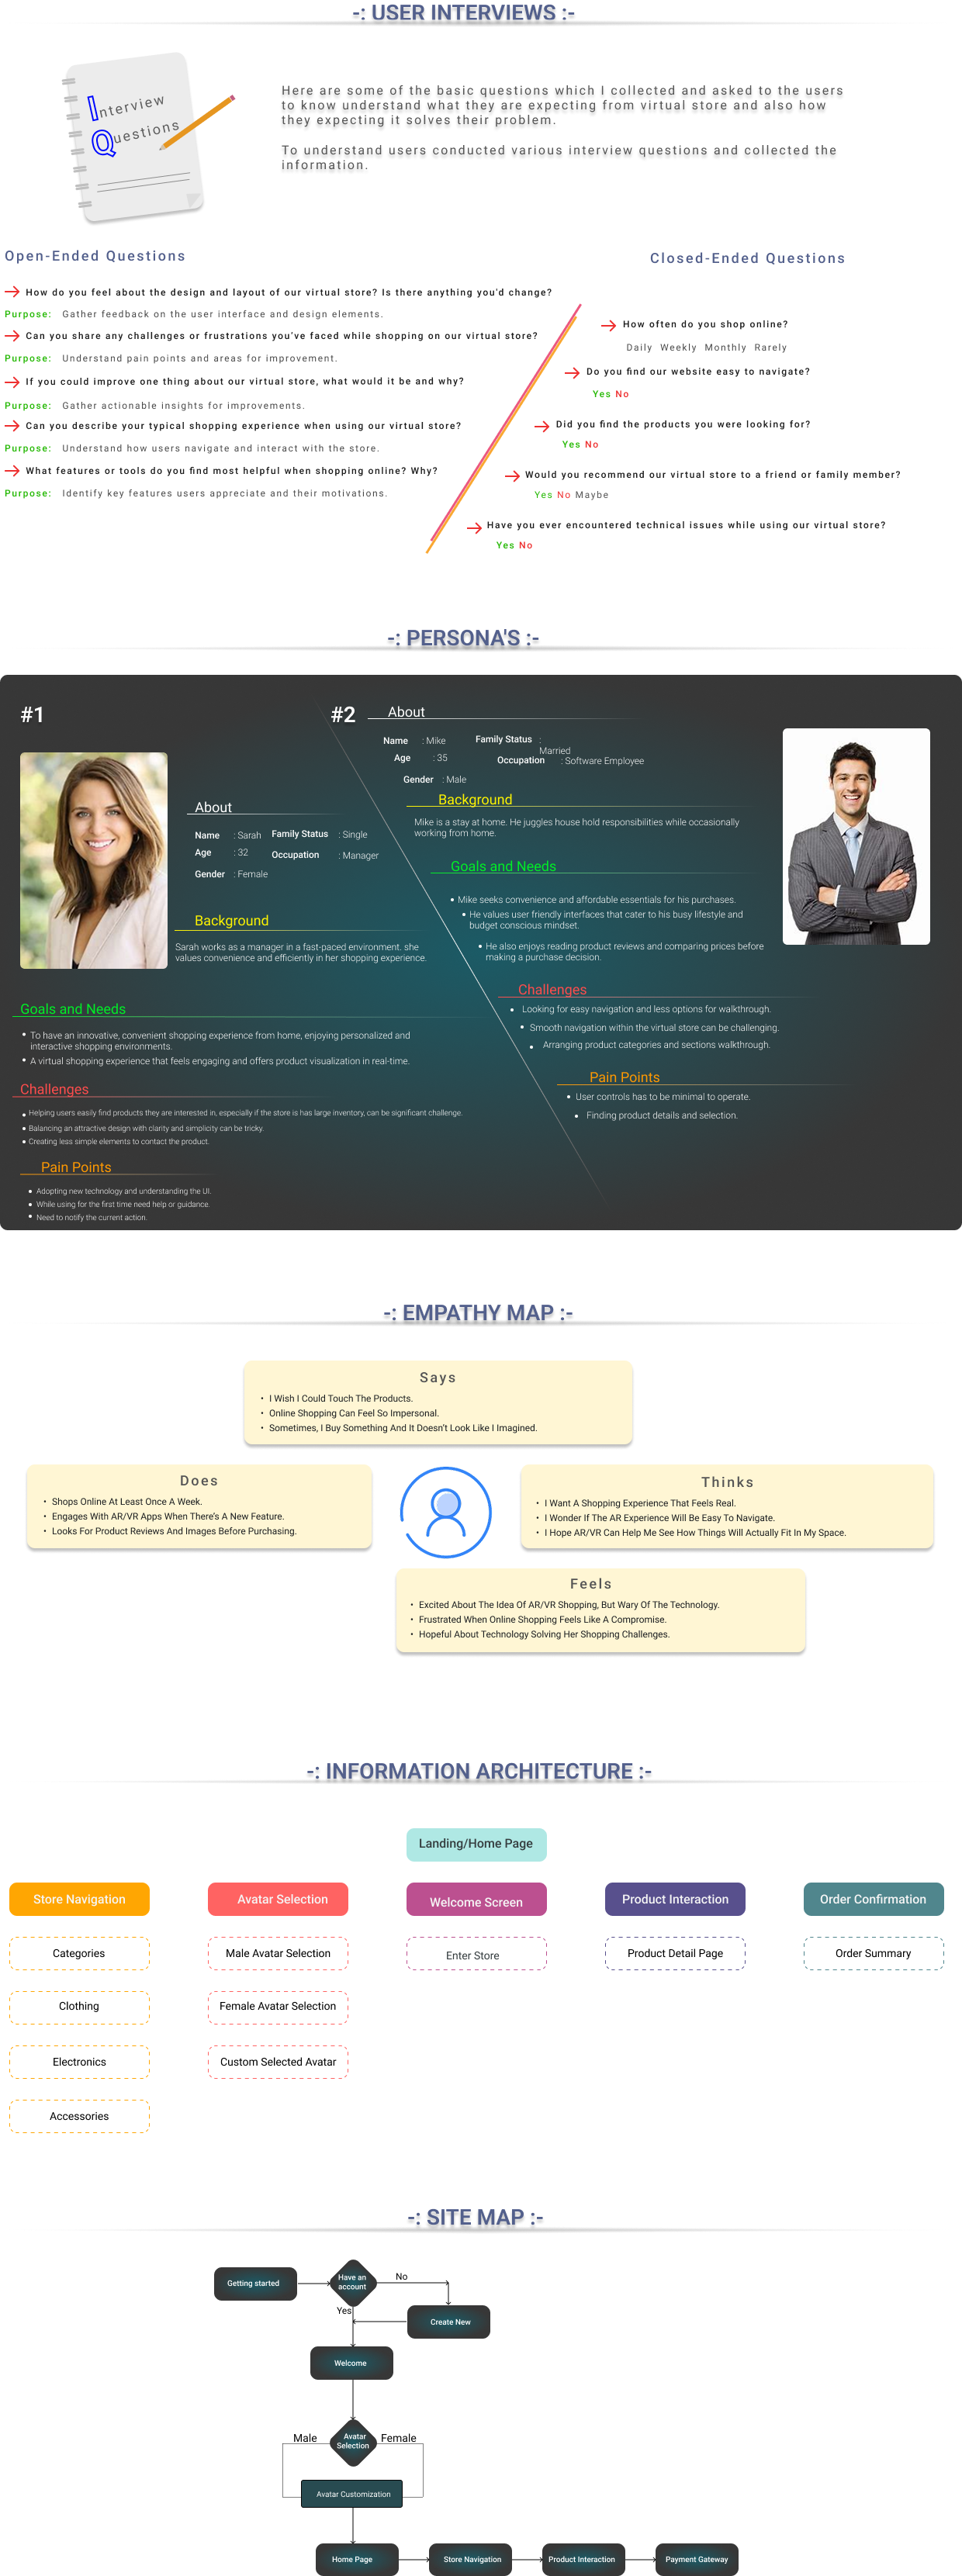 -: USER INTERVIEWS :-
Interview
Questions
Here are some of the basic questions which I collected and asked to the users
to know understand what they are expecting from virtual store and also how
they expecting it solves their problem.
To understand users conducted various interview questions and collected the
information.
Open-Ended Questions
How do you feel about the design and layout of our virtual store? Is there anything you'd change?
Purpose: Gather feedback on the user interface and design elements.
Can you share any challenges or frustrations you've faced while shopping on our virtual store?
Purpose: Understand pain points and areas for improvement.
If you could improve one thing about our virtual store, what would it be and why?
Purpose: Gather actionable insights for improvements.
Can you describe your typical shopping experience when using our virtual store?
Purpose: Understand how users navigate and interact with the store.
What features or tools do you find most helpful when shopping online? Why?
Purpose: Identify key features users appreciate and their motivations.
Closed-Ended Questions
How often do you shop online?
Daily Weekly Monthly Rarely
Do you find our website easy to navigate?
Yes No
Did you find the products you were looking for?
Yes No
Would you recommend our virtual store to a friend or family member?
Yes No Maybe
Have you ever encountered technical issues while using our virtual store?
Yes No
-: PERSONA'S :-
#1
About
Name : Sarah Family Status : Single
Age : 32 Occupation : Manager
Gender : Female
Background
Sarah works as a manager in a fast-paced environment. she
values convenience and efficiently in her shopping experience.
Goals and Needs
• To have an innovative, convenient shopping experience from home, enjoying personalized and
interactive shopping environments.
• A virtual shopping experience that feels engaging and offers product visualization in real-time.
Challenges
• Helping users easily find products they are interested in, especially if the store is has large inventory, can be significant challenge.
• Balancing an attractive design with clarity and simplicity can be tricky.
• Creating less simple elements to contact the product.
Pain Points
• Adopting new technology and understanding the UI.
• While using for the first time need help or guidance.
• Need to notify the current action.
#2
About
Name : Mike Family Status :
Married
Age : 35 Occupation : Software Employee
Gender : Male
Background
Mike is a stay at home. He juggles house hold responsibilities while occasionally
working from home.
Goals and Needs
• Mike seeks convenience and affordable essentials for his purchases.
• He values user friendly interfaces that cater to his busy lifestyle and
budget conscious mindset.
• He also enjoys reading product reviews and comparing prices before
making a purchase decision.
Challenges
• Looking for easy navigation and less options for walkthrough.
• Smooth navigation within the virtual store can be challenging.
• Arranging product categories and sections walkthrough.
Pain Points
• User controls has to be minimal to operate.
• Finding product details and selection.
-: EMPATHY MAP :-
Says
• I Wish I Could Touch The Products.
• Online Shopping Can Feel So Impersonal.
• Sometimes, I Buy Something And It Doesn't Look Like I Imagined.
Does
• Shops Online At Least Once A Week.
• Engages With AR/VR Apps When There's A New Feature.
• Looks For Product Reviews And Images Before Purchasing.
Thinks
• I Want A Shopping Experience That Feels Real.
• I Wonder If The AR Experience Will Be Easy To Navigate.
• I Hope AR/VR Can Help Me See How Things Will Actually Fit In My Space.
Feels
• Excited About The Idea Of AR/VR Shopping, But Wary Of The Technology.
• Frustrated When Online Shopping Feels Like A Compromise.
• Hopeful About Technology Solving Her Shopping Challenges.
-: INFORMATION ARCHITECTURE :-
Landing/Home Page
Store Navigation
Avatar Selection
Welcome Screen
Product Interaction
Order Confirmation
Categories
Male Avatar Selection
Enter Store
Product Detail Page
Order Summary
Clothing
Female Avatar Selection
Electronics
Custom Selected Avatar
Accessories
-: SITE MAP :-
Getting started
Have an
account
No
Yes
Create New
Welcome
Male
Avatar
Selection
Female
Avatar Customization
Home Page
Store Navigation
Product Interaction
Payment Gateway